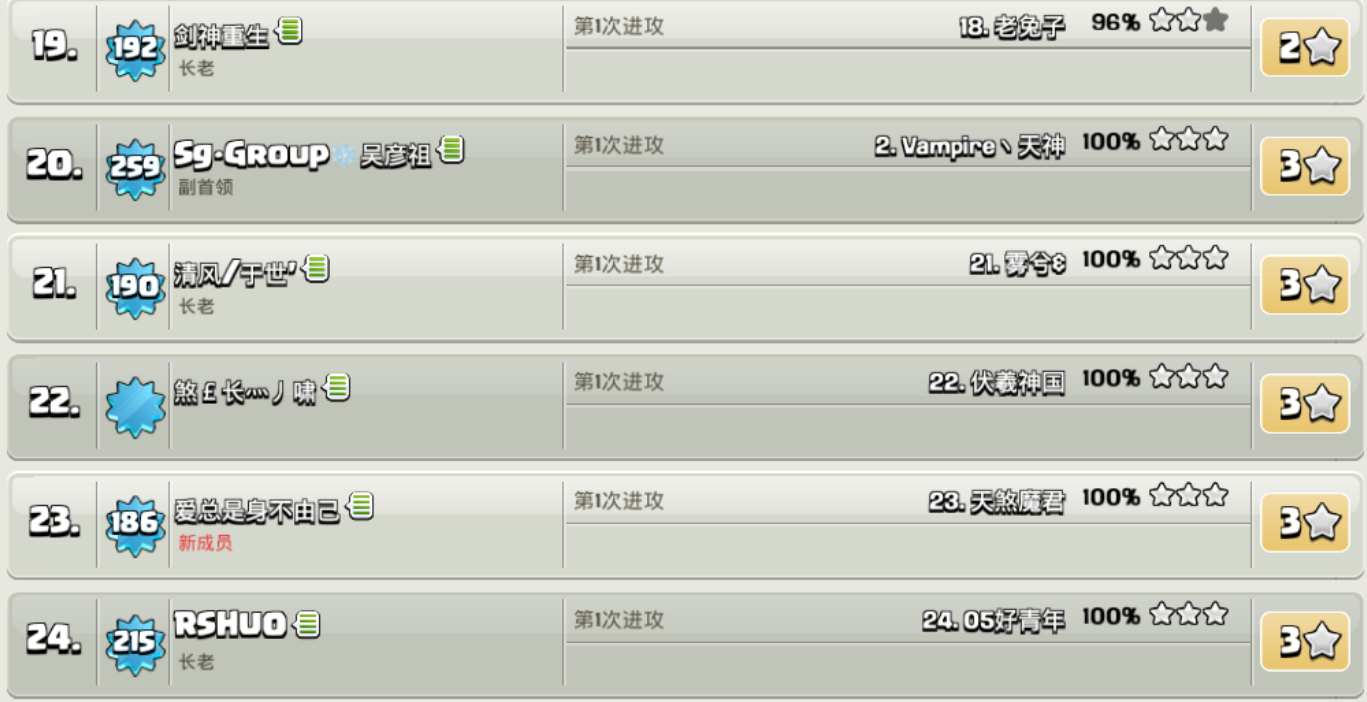 19. 192 剑神重生 第1次进攻 18. 老兔子 96% 2
长老
20. 259 Sg-Group 吴彦祖 第1次进攻 2. Vampire丶天神 100% 3
副首领
21. 190 清风/于世' 第1次进攻 21. 雾兮 100% 3
长老
22. 煞£长灬丿啸 第1次进攻 22. 伏羲神国 100% 3
23. 186 爱总是身不由己 第1次进攻 23. 天煞魔君 100% 3
新成员
24. 215 RSHUO 第1次进攻 24. 05好青年 100% 3
长老